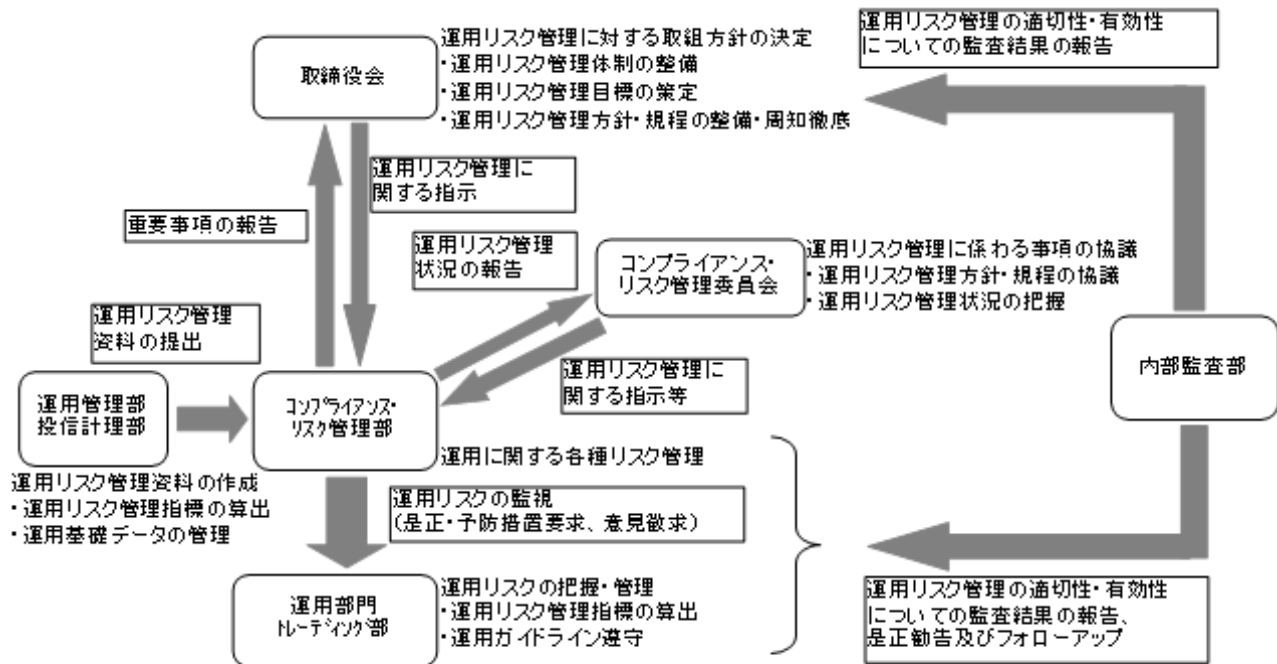 運用リスク管理に対する取組方針の決定
・運用リスク管理体制の整備
・運用リスク管理目標の策定
・運用リスク管理方針・規程の整備・周知徹底
取締役会
運用リスク管理の適切性・有効性
についての監査結果の報告
運用リスク管理に
関する指示
重要事項の報告
運用リスク管理
状況の報告
コンプライアンス・
リスク管理委員会
運用リスク管理に係わる事項の協議
・運用リスク管理方針・規程の協議
・運用リスク管理状況の把握
運用リスク管理
資料の提出
運用リスク管理に
関する指示等
内部監査部
運用管理部
投信計理部
コンプライアンス・
リスク管理部
運用に関する各種リスク管理
運用リスク管理資料の作成
・運用リスク管理指標の算出
・運用基礎データの管理
運用リスクの監視
(是正・予防措置要求、意見徴求)
運用部門
トレーディング部
運用リスクの把握・管理
・運用リスク管理指標の算出
・運用ガイドライン遵守
運用リスク管理の適切性・有効性
についての監査結果の報告、
是正勧告及びフォローアップ